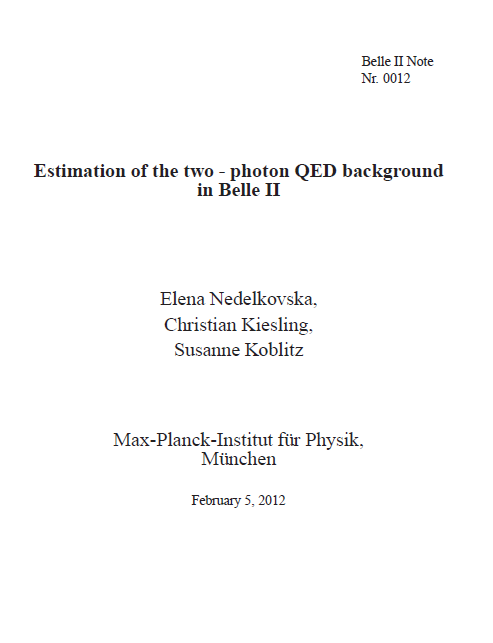 Belle II Note
Nr. 0012
Estimation of the two - photon QED background
in Belle II
Elena Nedelkovska,
Christian Kiesling,
Susanne Koblitz
Max-Planck-Institut für Physik,
München
February 5, 2012